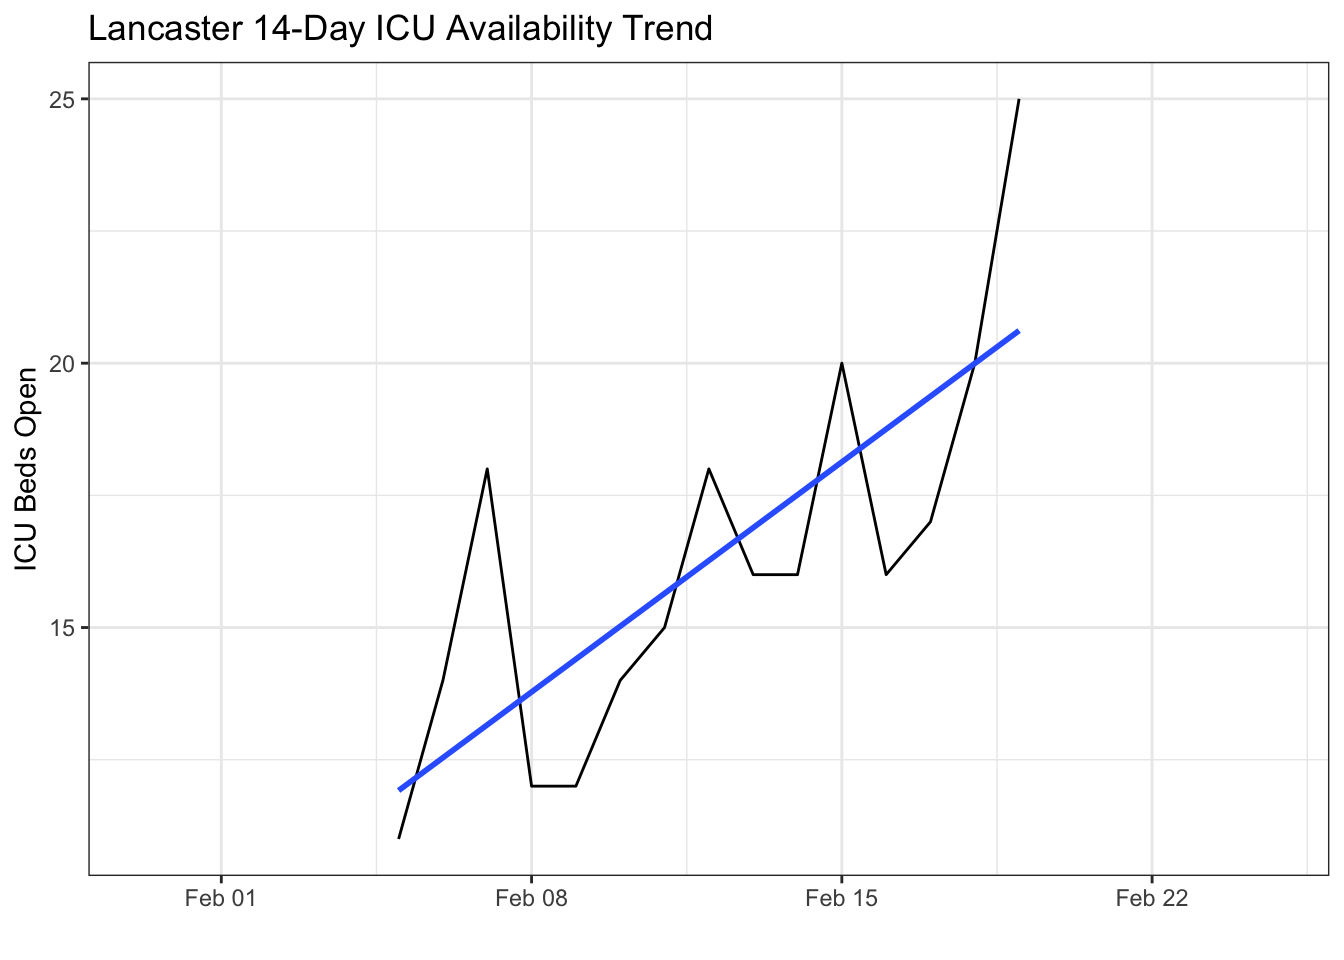 Lancaster 14-Day ICU Availability Trend
ICU Beds Open
25
20
15
Feb 01
Feb 08
Feb 15
Feb 22